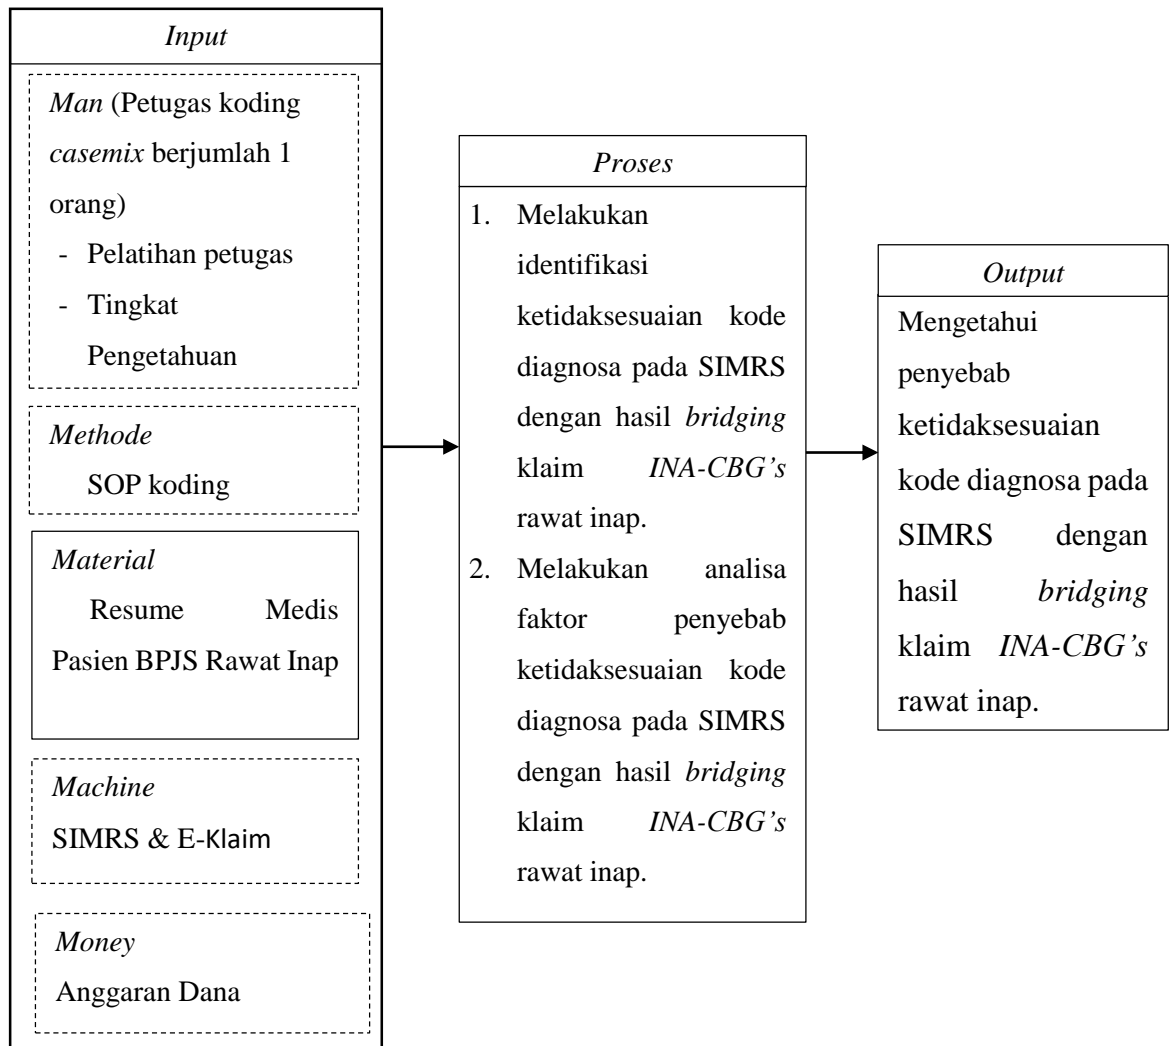 Input
Man (Petugas koding
casemix berjumlah 1
orang)
- Pelatihan petugas
- Tingkat
Pengetahuan
Methode
SOP koding
Material
Resume Medis
Pasien BPJS Rawat Inap
Machine
SIMRS & E-Klaim
Money
Anggaran Dana
Proses
1. Melakukan
identifikasi
ketidaksesuaian kode
diagnosa pada SIMRS
dengan hasil bridging
klaim INA-CBG’s
rawat inap.
2. Melakukan analisa
faktor penyebab
ketidaksesuaian kode
diagnosa pada SIMRS
dengan hasil bridging
klaim INA-CBG’s
rawat inap.
Output
Mengetahui
penyebab
ketidaksesuaian
kode diagnosa pada
SIMRS dengan
hasil bridging
klaim INA-CBG’s
rawat inap.